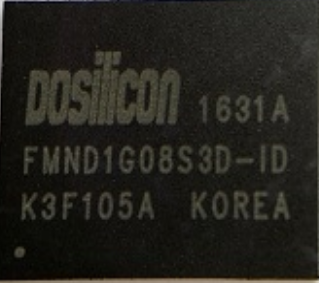 DOSilicon 1631A
FMND1G08S3D-ID
K3F105A KOREA